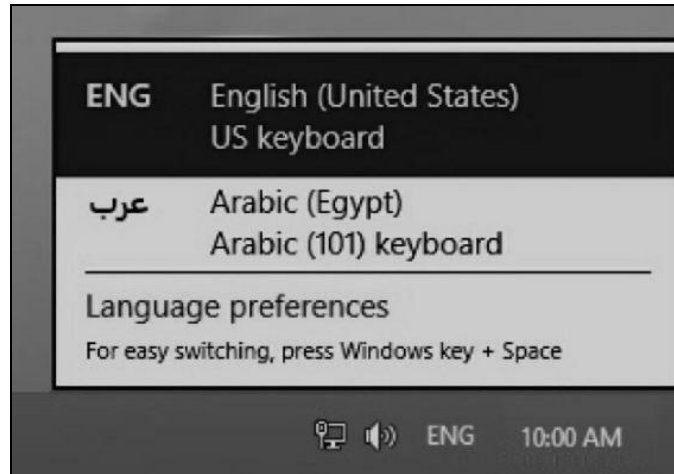 ENG English (United States)
US keyboard
عرب Arabic (Egypt)
Arabic (101) keyboard
Language preferences
For easy switching, press Windows key + Space
ENG 10:00 AM